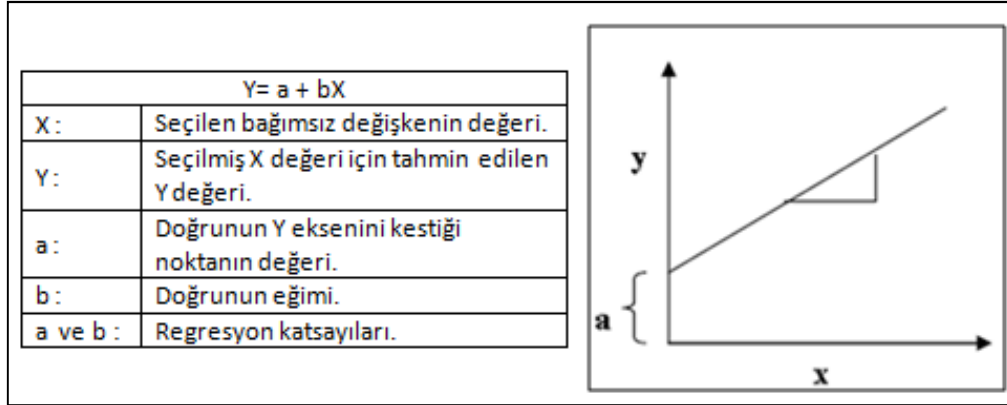 Y= a + bX
X :
Seçilen bağımsız değişkenin değeri.
Y :
Seçilmiş X değeri için tahmin edilen
Y değeri.
a :
Doğrunun Y eksenini kestiği
noktanın değeri.
b :
Doğrunun eğimi.
a ve b :
Regresyon katsayıları.
y
a
x